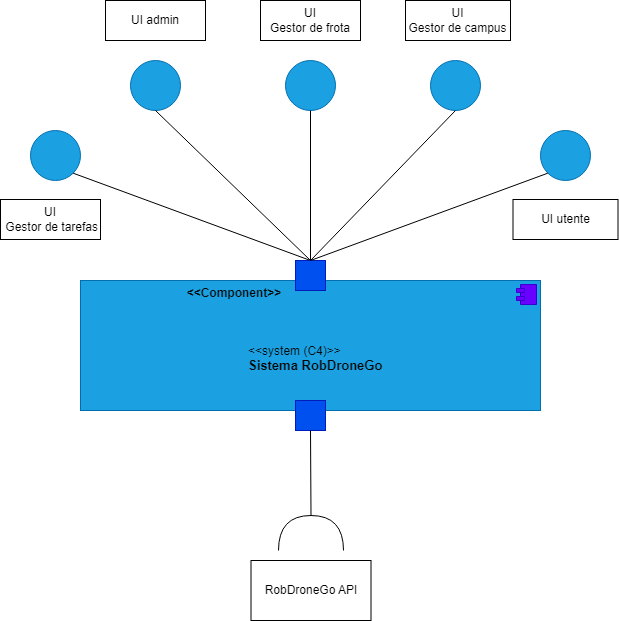 UI admin
UI
Gestor de frota
UI
Gestor de campus
UI
Gestor de tarefas
UI utente
<<Component>>
<<system (C4)>>
Sistema RobDroneGo
RobDroneGo API